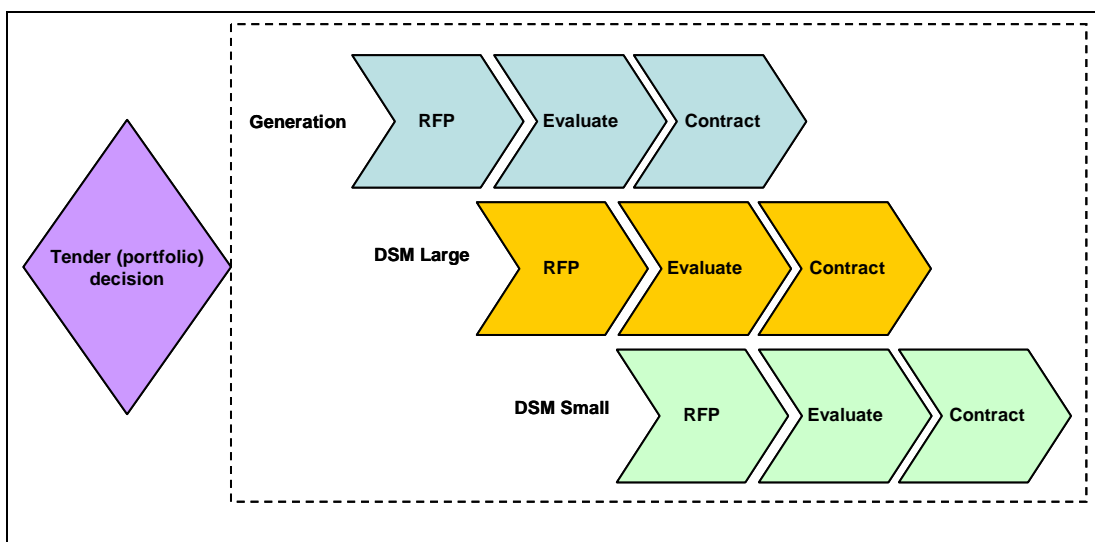 Generation
RFP
Evaluate
Contract
Tender (portfolio)
decision
DSM Large
RFP
Evaluate
Contract
DSM Small
RFP
Evaluate
Contract